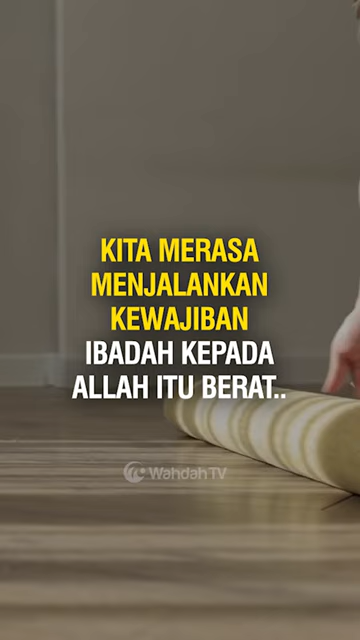 KITA MERASA
MENJALANKAN
KEWAJIBAN
IBADAH KEPADA
ALLAH ITU BERAT..
WahdahTV